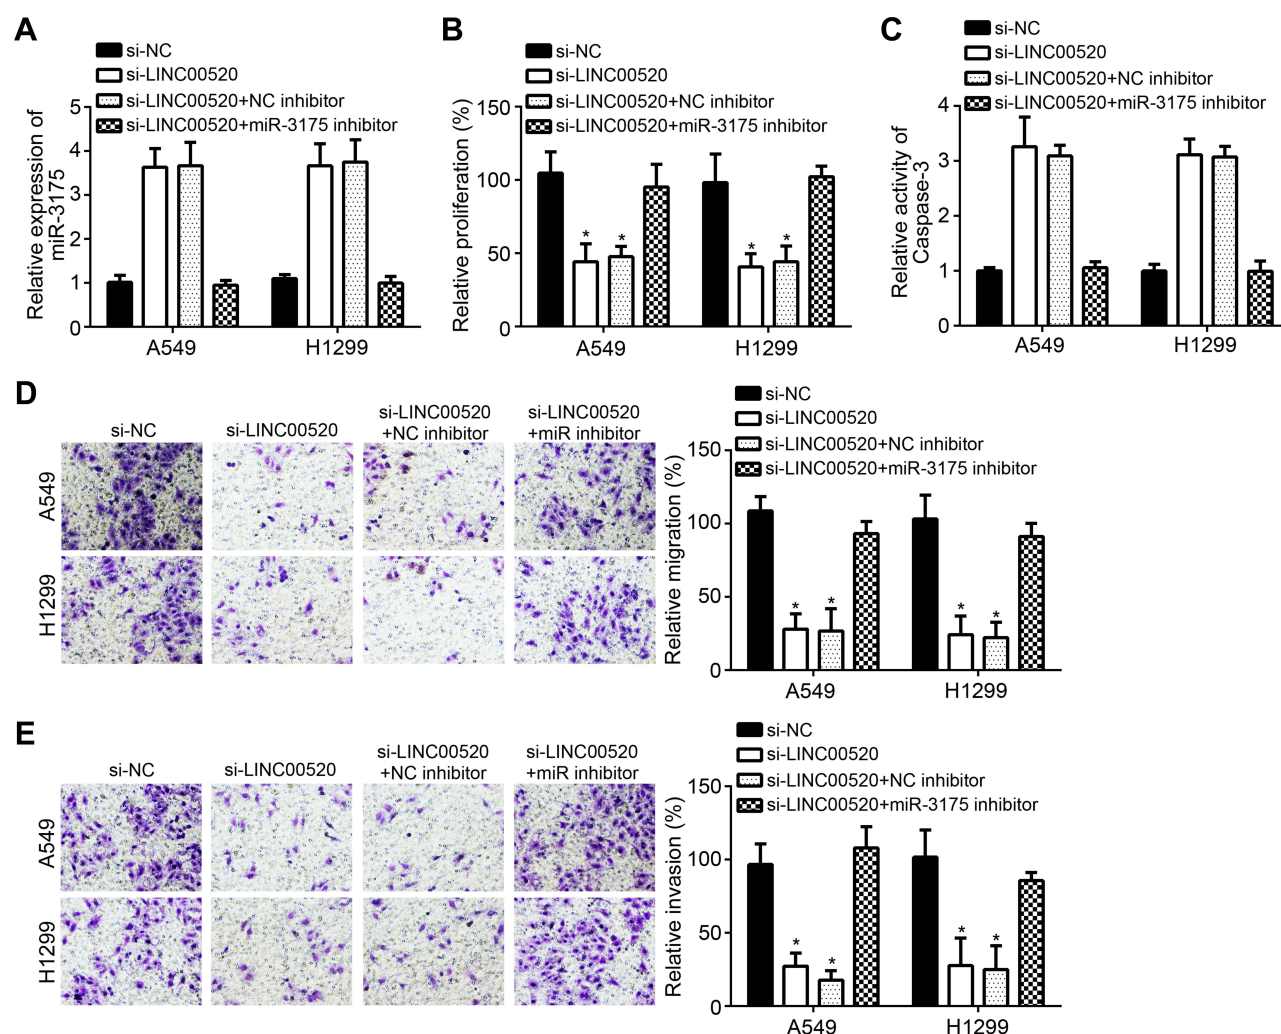 A
si-NC
si-LINC00520
si-LINC00520+NC inhibitor
si-LINC00520+miR-3175 inhibitor
Relative expression of
miR-3175
5
4
3
2
1
0
A549
H1299
B
si-NC
si-LINC00520
si-LINC00520+NC inhibitor
si-LINC00520+miR-3175 inhibitor
Relative proliferation (%)
150
100
50
0
*
*
*
*
A549
H1299
C
si-NC
si-LINC00520
si-LINC00520+NC inhibitor
si-LINC00520+miR-3175 inhibitor
Relative activity of
Caspase-3
4
3
2
1
0
A549
H1299
D
si-NC
si-LINC00520
si-LINC00520
+NC inhibitor
si-LINC00520
+miR inhibitor
A549
H1299
si-NC
si-LINC00520
si-LINC00520+NC inhibitor
si-LINC00520+miR-3175 inhibitor
Relative migration (%)
150
100
50
0
*
*
*
*
A549
H1299
E
si-NC
si-LINC00520
si-LINC00520
+NC inhibitor
si-LINC00520
+miR inhibitor
A549
H1299
si-NC
si-LINC00520
si-LINC00520+NC inhibitor
si-LINC00520+miR-3175 inhibitor
Relative invasion (%)
150
100
50
0
*
*
*
*
A549
H1299